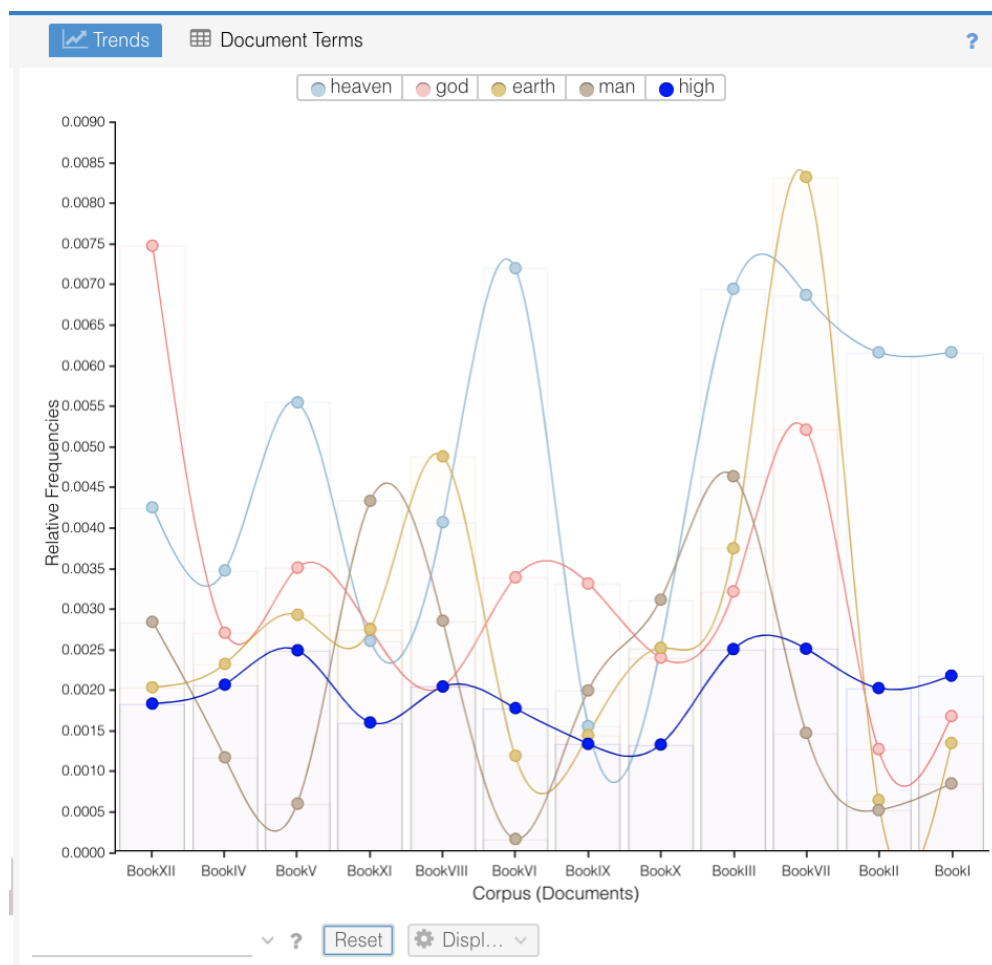 Trends
Document Terms
?
heaven god earth man high
0.0090
0.0085
0.0080
0.0075
0.0070
0.0065
0.0060
0.0055
0.0050
0.0045
0.0040
0.0035
0.0030
0.0025
0.0020
0.0015
0.0010
0.0005
0.0000
Relative Frequencies
BookXII BookIV BookV BookXI BookVIII BookVI BookIX BookX BookIII BookVII BookII BookI
Corpus (Documents)
? Reset Displ...